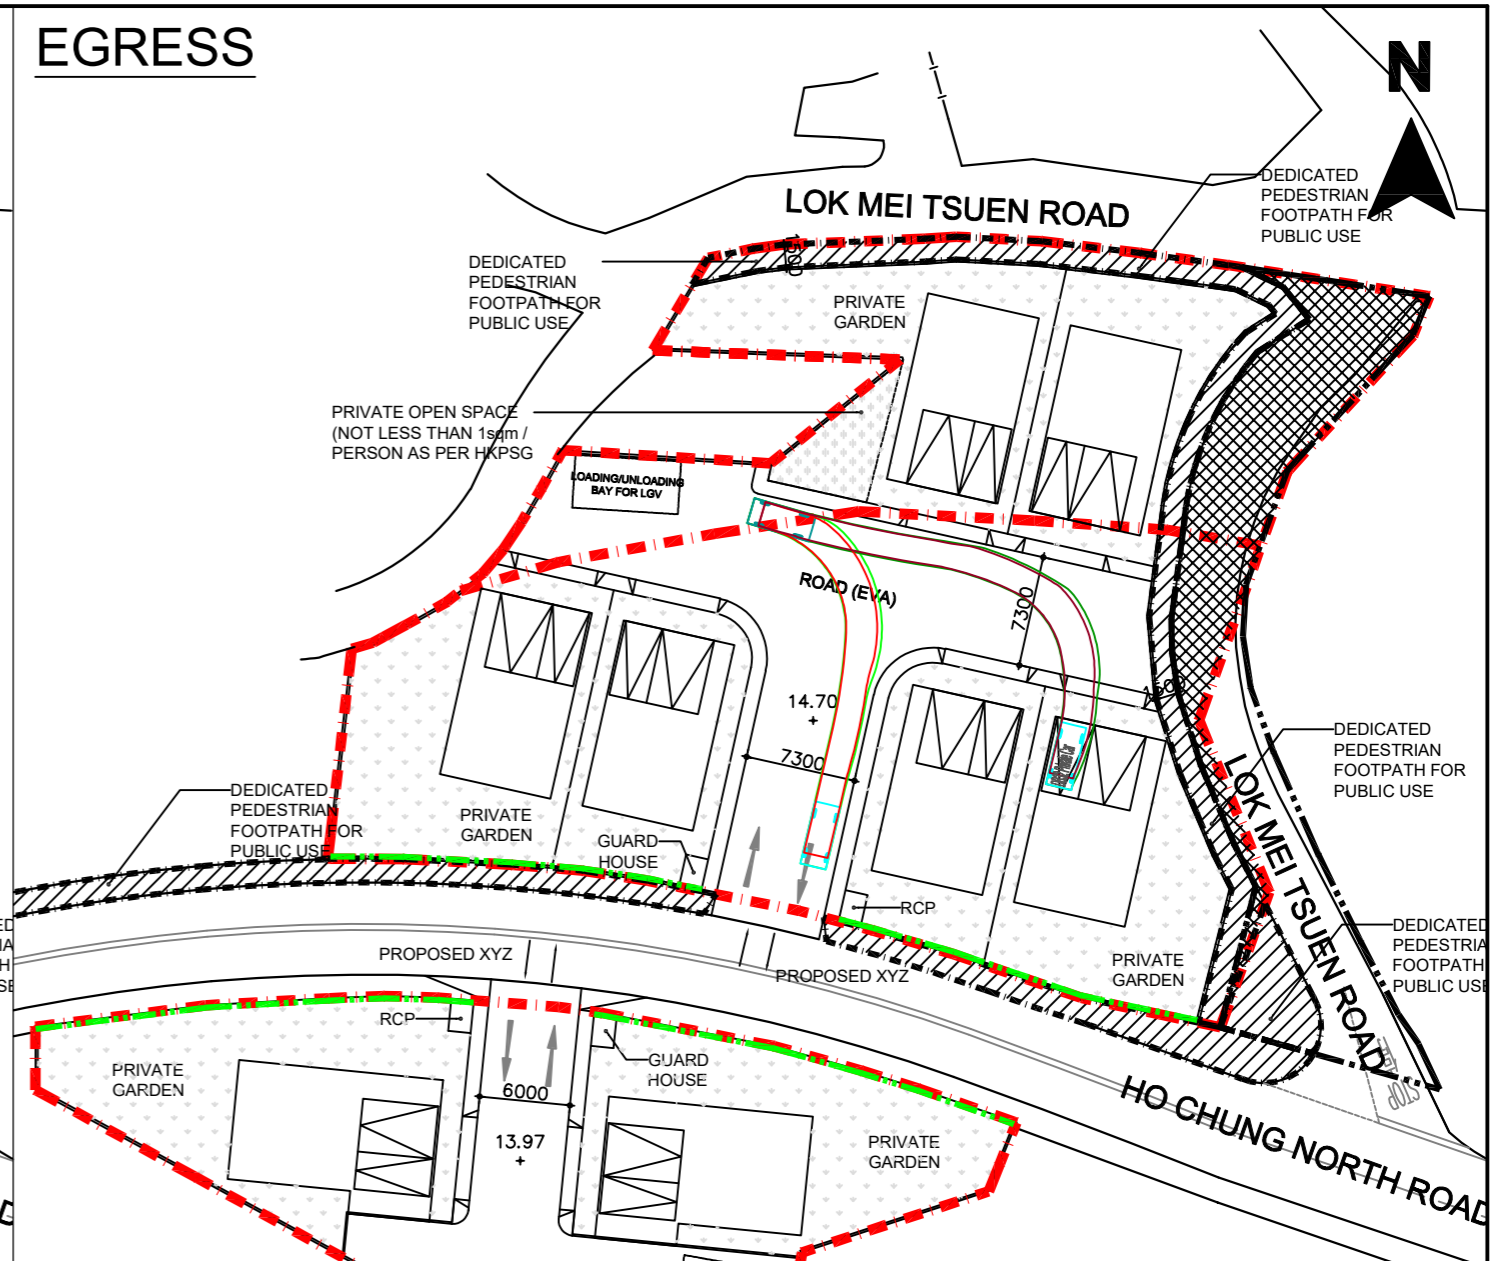 EGRESS
N
LOK MEI TSUEN ROAD
DEDICATED
PEDESTRIAN
FOOTPATH FOR
PUBLIC USE
DEDICATED
PEDESTRIAN
FOOTPATH FOR
PUBLIC USE
1500
PRIVATE
GARDEN
PRIVATE OPEN SPACE
(NOT LESS THAN 1sqm /
PERSON AS PER HKPSG
LOADING/UNLOADING
BAY FOR LGV
ROAD (EVA)
7300
14.70
7300
1500
DEDICATED
PEDESTRIAN
FOOTPATH FOR
PUBLIC USE
LOK MEI TSUEN ROAD
DEDICATED
PEDESTRIAN
FOOTPATH FOR
PUBLIC USE
PRIVATE
GARDEN
GUARD
HOUSE
RCP
DEDICATED
PEDESTRIA
FOOTPATH
PUBLIC USE
PROPOSED XYZ
PROPOSED XYZ
PRIVATE
GARDEN
RCP
GUARD
HOUSE
PRIVATE
GARDEN
6000
13.97
PRIVATE
GARDEN
STOP
HO CHUNG NORTH ROAD